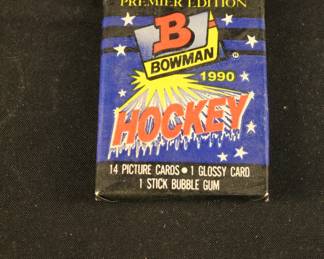 PREMIER EDITION
B
BOWMAN
®
1990
HOCKEY
14 PICTURE CARDS • 1 GLOSSY CARD
1 STICK BUBBLE GUM